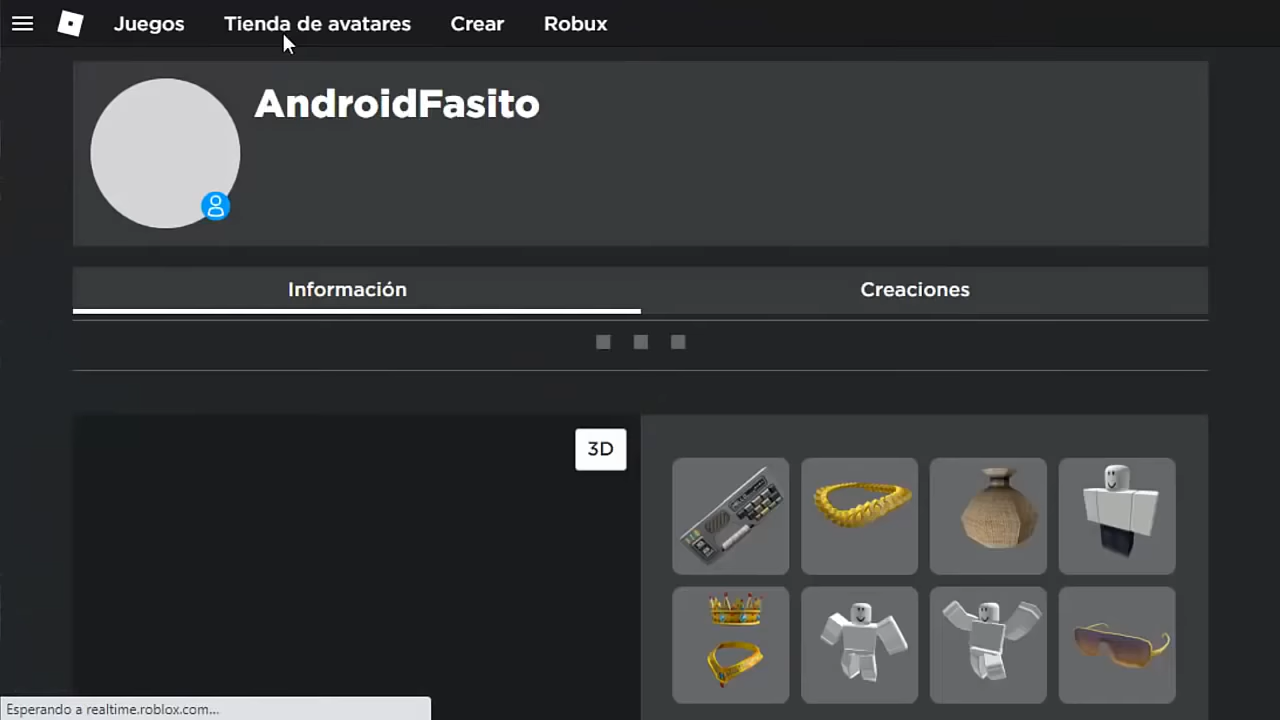 Juegos Tienda de avatares Crear Robux
AndroidFasito
Información Creaciones
3D
Esperando a realtime.roblox.com...